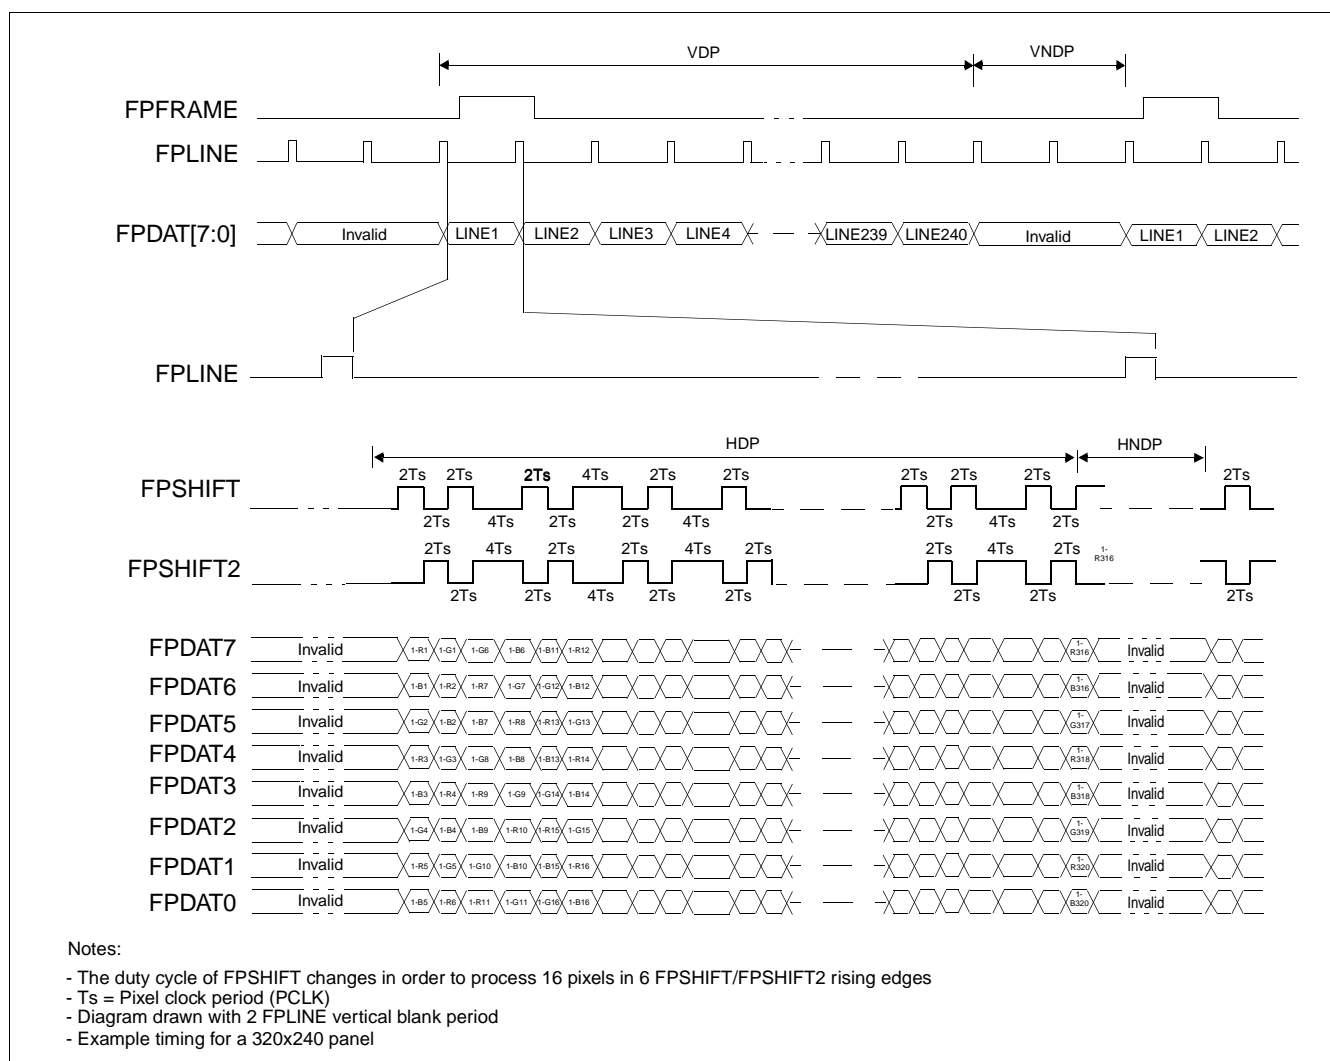 VDP VNDP
FPFRAME
FPLINE
FPDAT[7:0] Invalid LINE1 LINE2 LINE3 LINE4 LINE239 LINE240 Invalid LINE1 LINE2
FPLINE
HDP HNDP
2Ts 2Ts 2Ts 4Ts 2Ts 2Ts 2Ts 2Ts 2Ts 2Ts
FPSHIFT
2Ts 4Ts 2Ts 2Ts 4Ts 2Ts 4Ts 2Ts
2Ts 4Ts 2Ts 2Ts 2Ts 2Ts 4Ts 2Ts 1-R316
FPSHIFT2
2Ts 2Ts 4Ts 2Ts 2Ts 2Ts 2Ts 2Ts
FPDAT7 Invalid 1-R1 1-G1 1-G6 1-B6 1-B11 1-R12 1-R316 Invalid
FPDAT6 Invalid 1-B1 1-R2 1-R7 1-G7 1-G12 1-B12 1-B316 Invalid
FPDAT5 Invalid 1-G2 1-B2 1-B7 1-R8 1-R13 1-G13 1-G317 Invalid
FPDAT4 Invalid 1-R3 1-G3 1-G8 1-B8 1-B13 1-R14 1-R318 Invalid
FPDAT3 Invalid 1-B3 1-R4 1-R9 1-G9 1-G14 1-B14 1-B318 Invalid
FPDAT2 Invalid 1-G4 1-B4 1-B9 1-R10 1-R15 1-G15 1-G319 Invalid
FPDAT1 Invalid 1-R5 1-G5 1-G10 1-B10 1-B15 1-R16 1-R320 Invalid
FPDAT0 Invalid 1-B5 1-R6 1-R11 1-G11 1-G16 1-B16 1-B320 Invalid
Notes:
- The duty cycle of FPSHIFT changes in order to process 16 pixels in 6 FPSHIFT/FPSHIFT2 rising edges
- Ts = Pixel clock period (PCLK)
- Diagram drawn with 2 FPLINE vertical blank period
- Example timing for a 320x240 panel